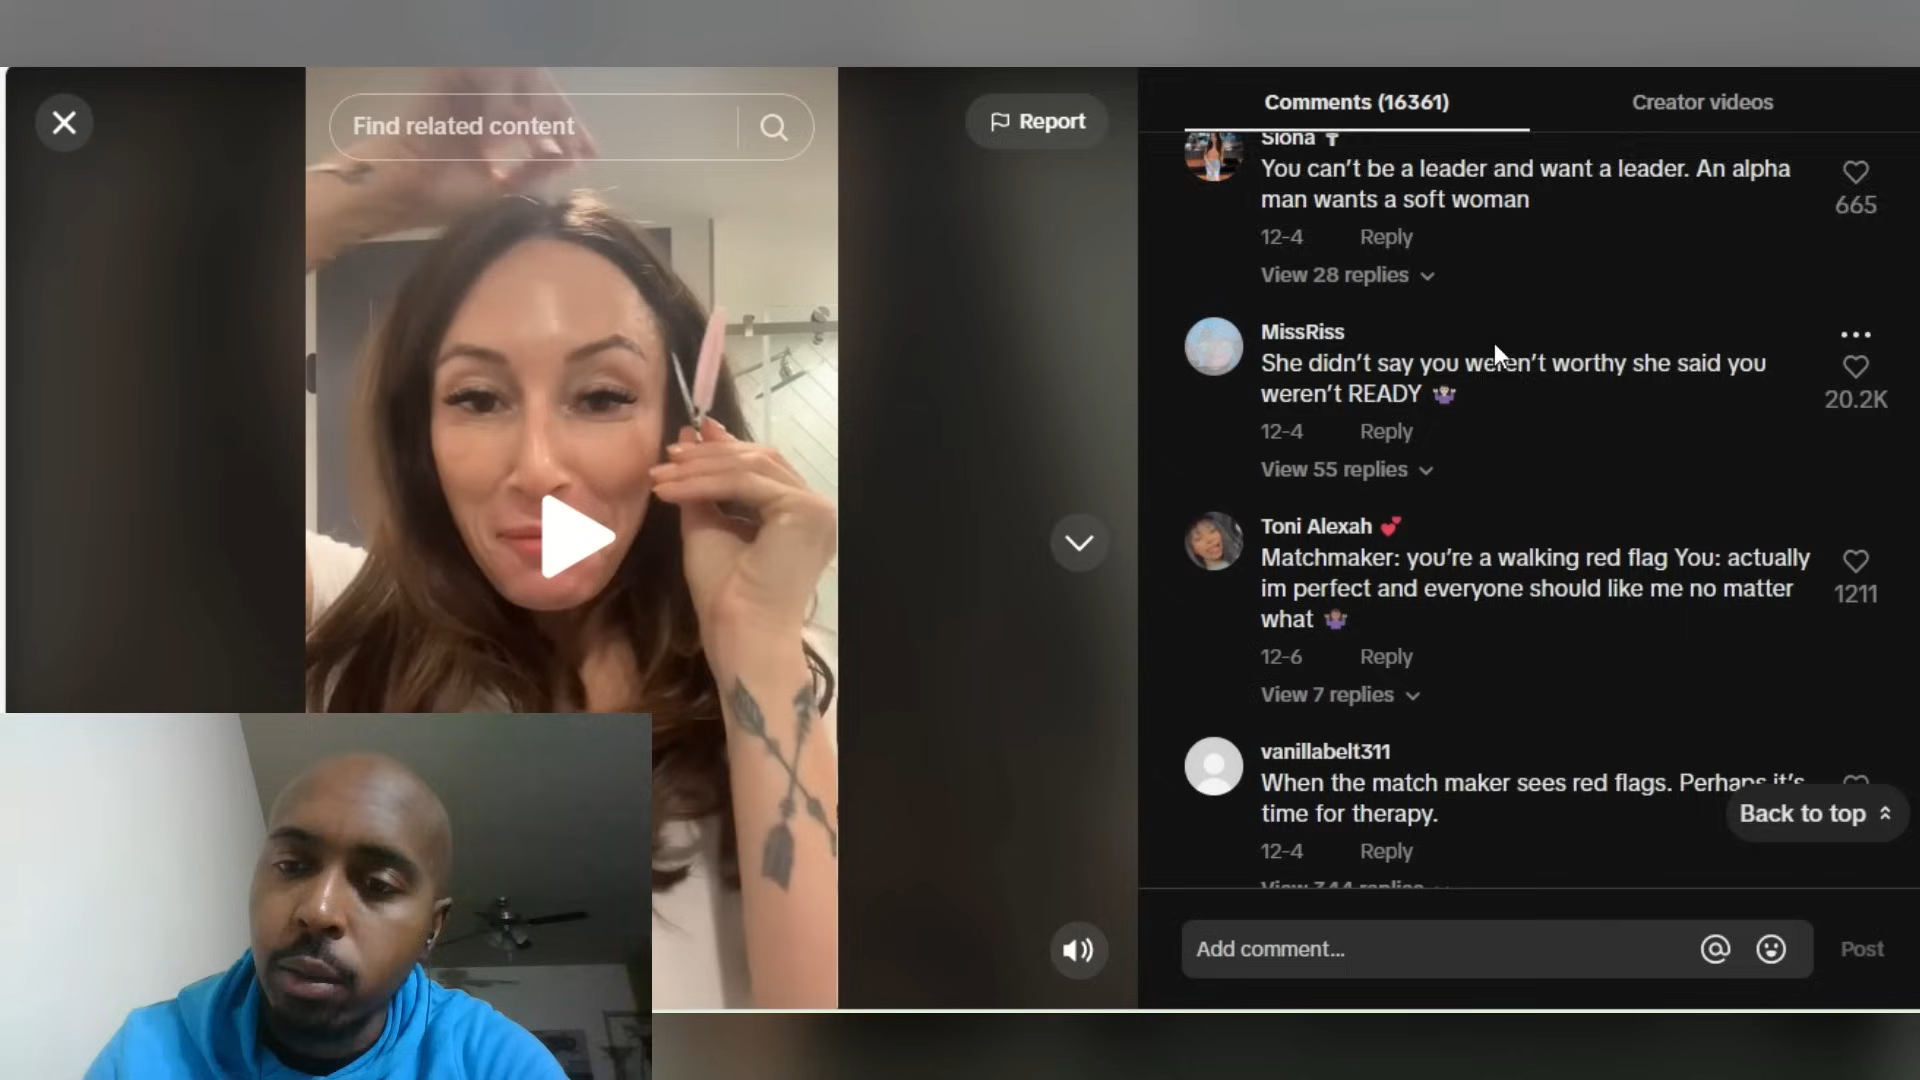 Find related content
Report
Comments (16361)
Creator videos
Siona
You can't be a leader and want a leader. An alpha
man wants a soft woman
665
12-4 Reply
View 28 replies
MissRiss
She didn't say you weren't worthy she said you
weren't READY 🤷🏻‍♀️
20.2K
12-4 Reply
View 55 replies
Toni Alexah 💕
Matchmaker: you're a walking red flag You: actually
im perfect and everyone should like me no matter
what 🤷🏽‍♀️
1211
12-6 Reply
View 7 replies
vanillabelt311
When the match maker sees red flags. Perhaps it's
time for therapy.
Back to top
12-4 Reply
View 344 replies
Add comment...
Post